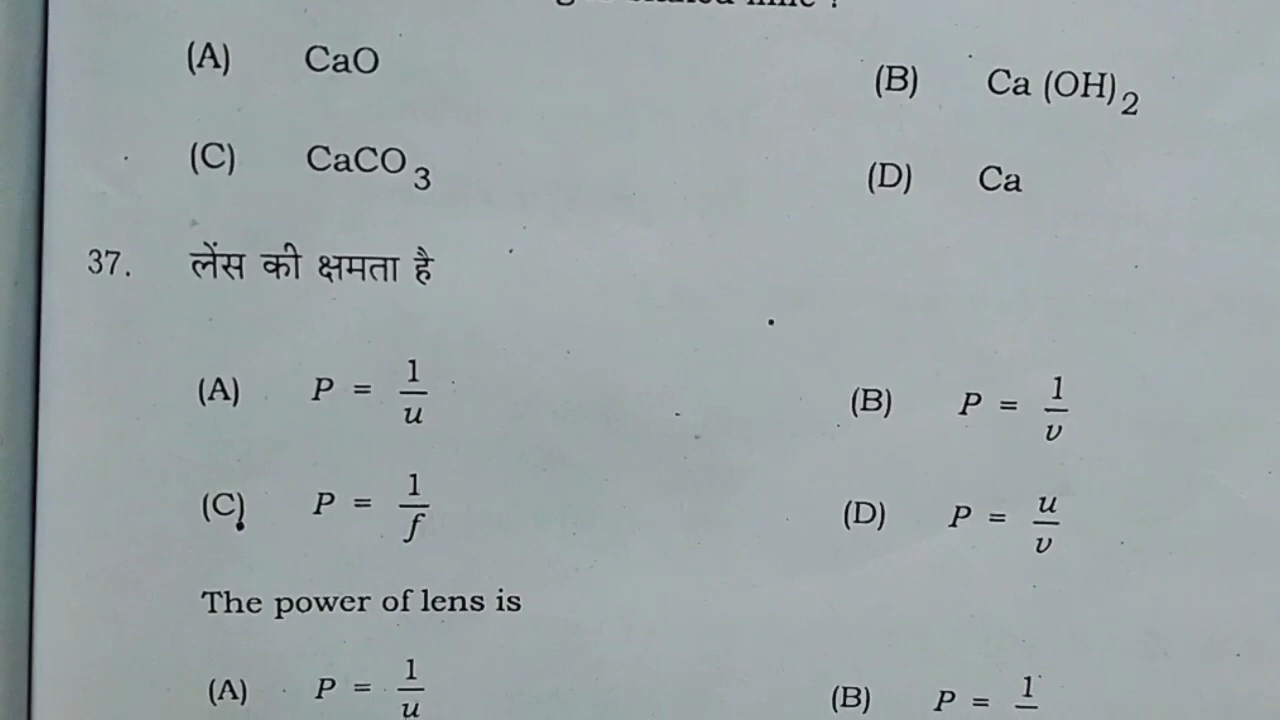 (A) CaO (B) Ca (OH)₂
(C) CaCO₃ (D) Ca
37. लेंस की क्षमता है
(A) P = 1/u (B) P = 1/v
(C) P = 1/f (D) P = u/v
The power of lens is
(A) P = 1/u (B) P = 1